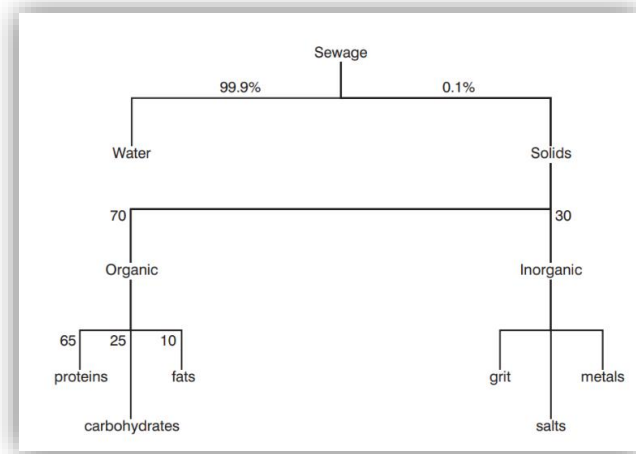 Sewage
99.9%
0.1%
Water
Solids
70
30
Organic
Inorganic
65
25
10
proteins
fats
grit
metals
carbohydrates
salts